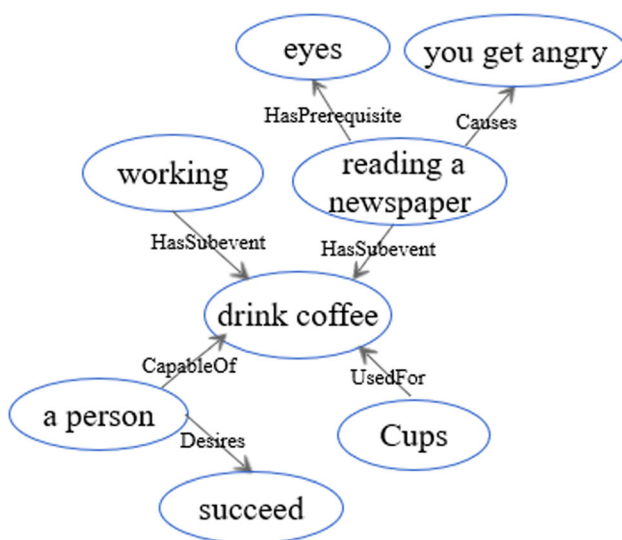 eyes
you get angry
HasPrerequisite
Causes
working
reading a
newspaper
HasSubevent
HasSubevent
drink coffee
CapableOf
UsedFor
a person
Cups
Desires
succeed